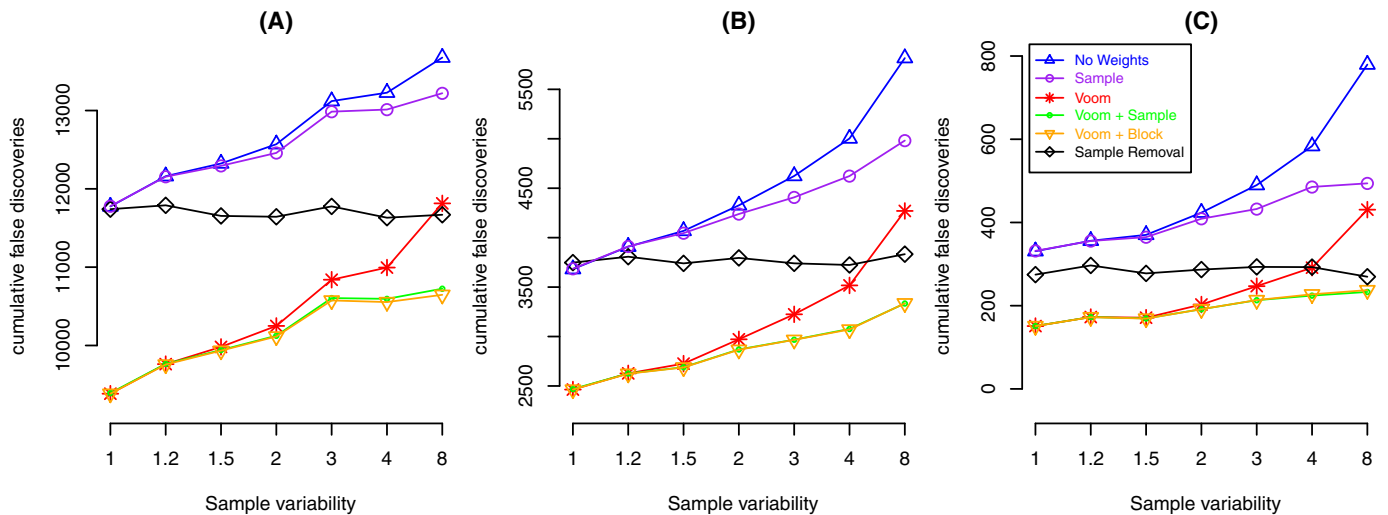 (A)
cumulative false discoveries
13000
12000
11000
10000
1 1.2 1.5 2 3 4 8
Sample variability
(B)
cumulative false discoveries
5500
4500
3500
2500
1 1.2 1.5 2 3 4 8
Sample variability
(C)
cumulative false discoveries
800
600
400
200
0
No Weights
Sample
Voom
Voom + Sample
Voom + Block
Sample Removal
1 1.2 1.5 2 3 4 8
Sample variability